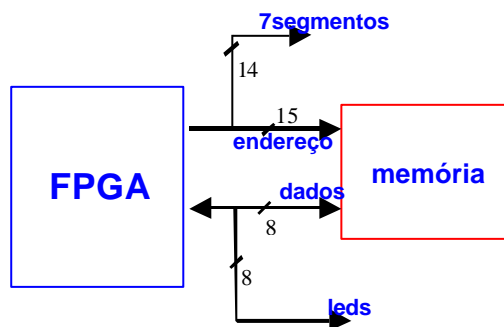 7segmentos
14
15
endereço
FPGA
memória
dados
8
8
leds